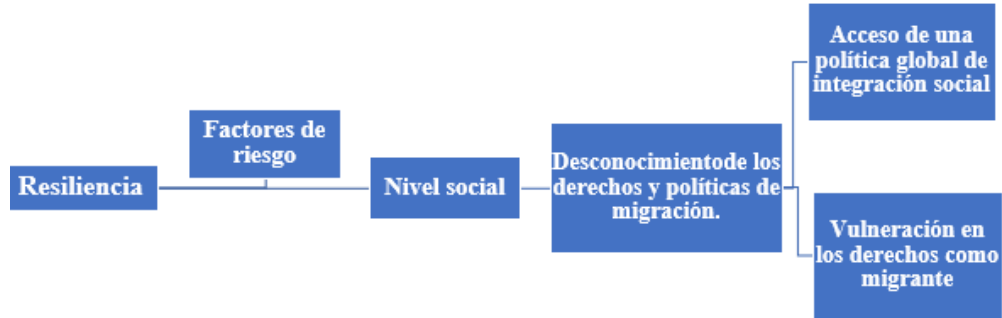 Resiliencia
Factores de
riesgo
Nivel social
Desconocimientode los
derechos y políticas de
migración.
Acceso de una
política global de
integración social
Vulneración en
los derechos como
migrante